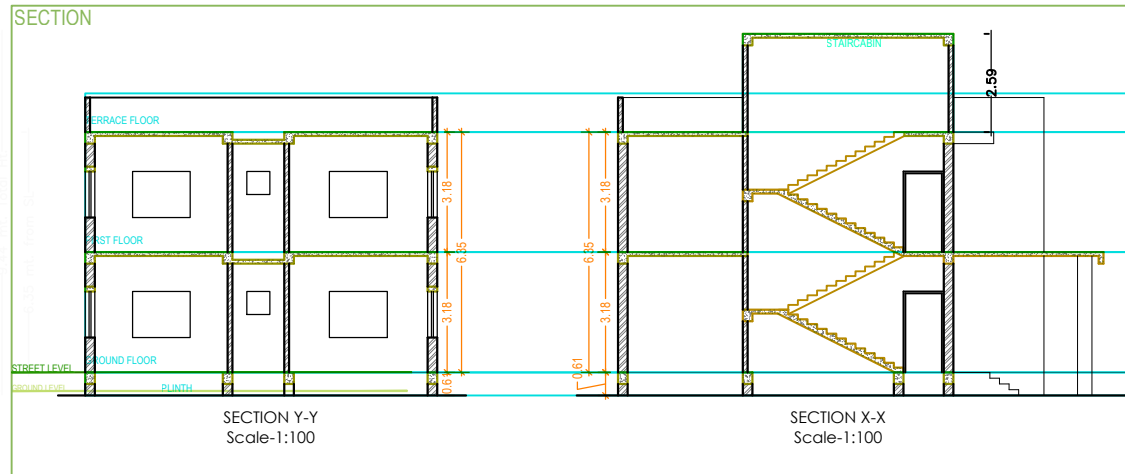 SECTION
STAIRCABIN
2.59
TERRACE FLOOR
3.18
6.35
3.18
6.35
3.18
FIRST FLOOR
3.18
GROUND FLOOR
STREET LEVEL
GROUND LEVEL
PLINTH
0.61
0.61
SECTION Y-Y
Scale-1:100
SECTION X-X
Scale-1:100